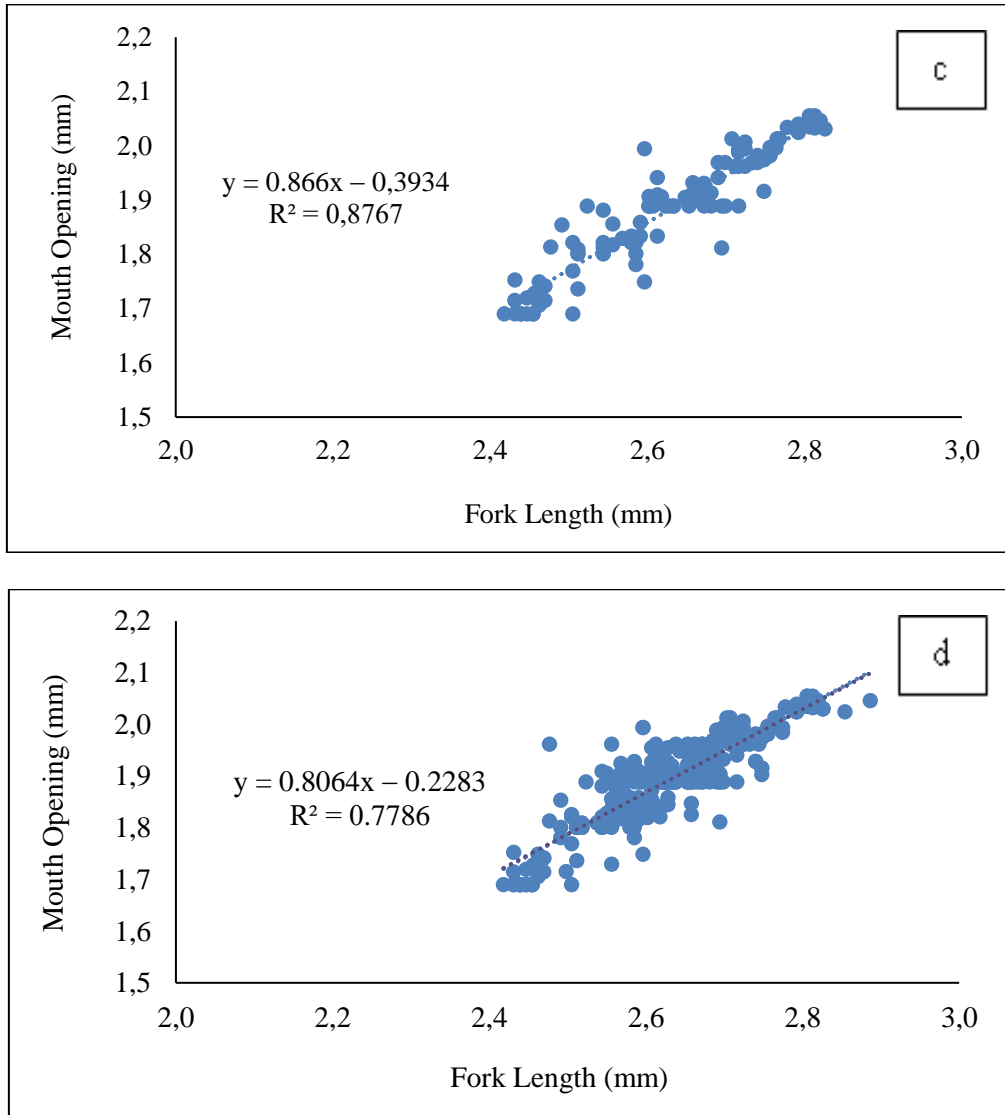 2,2
c
2,1
2,0
1,9
1,8
1,7
1,6
1,5
Mouth Opening (mm)
y = 0.866x – 0,3934
R² = 0,8767
2,0 2,2 2,4 2,6 2,8 3,0
Fork Length (mm)
2,2
d
2,1
2,0
1,9
1,8
1,7
1,6
1,5
Mouth Opening (mm)
y = 0.8064x – 0.2283
R² = 0.7786
2,0 2,2 2,4 2,6 2,8 3,0
Fork Length (mm)